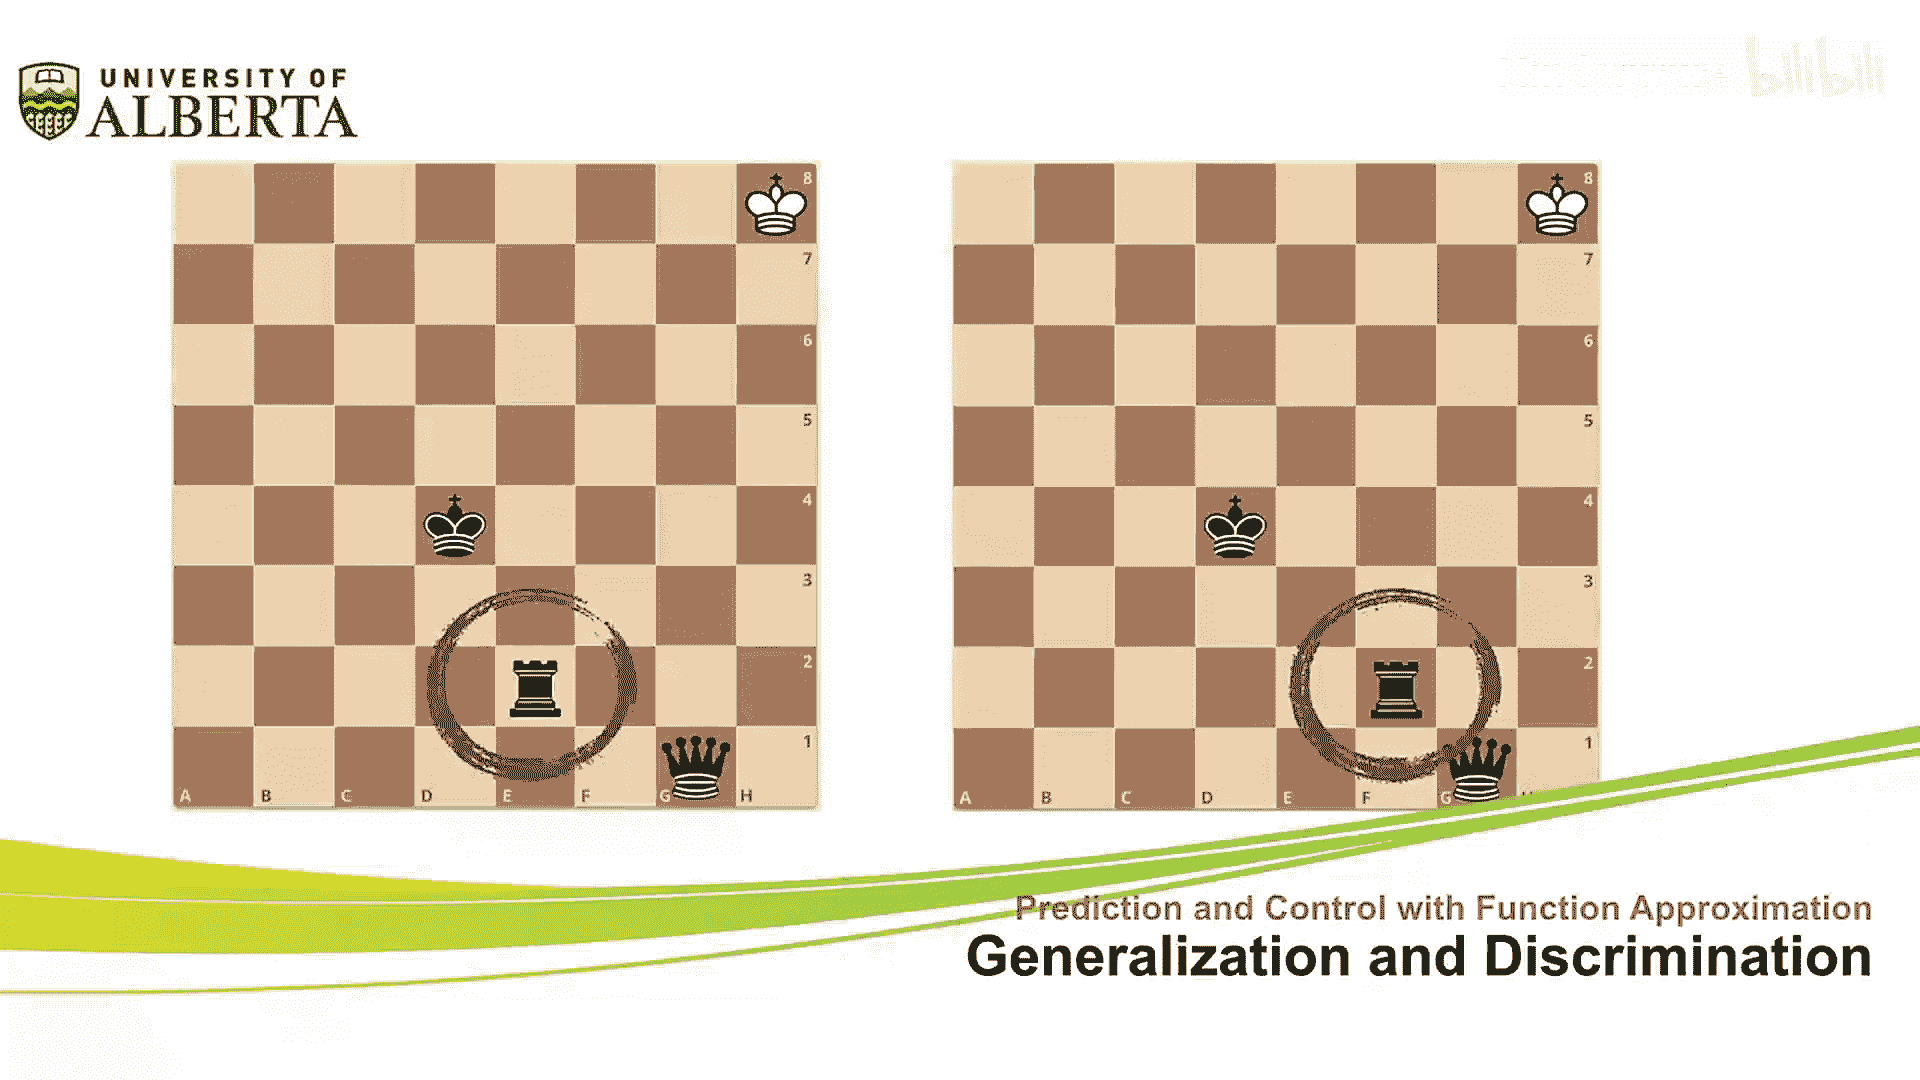 UNIVERSITY OF
ALBERTA
bilibili
8 8
7 7
6 6
5 5
4 4
3 3
2 2
1 1
A B C D E F G H A B C D E F G
Prediction and Control with Function Approximation
Generalization and Discrimination